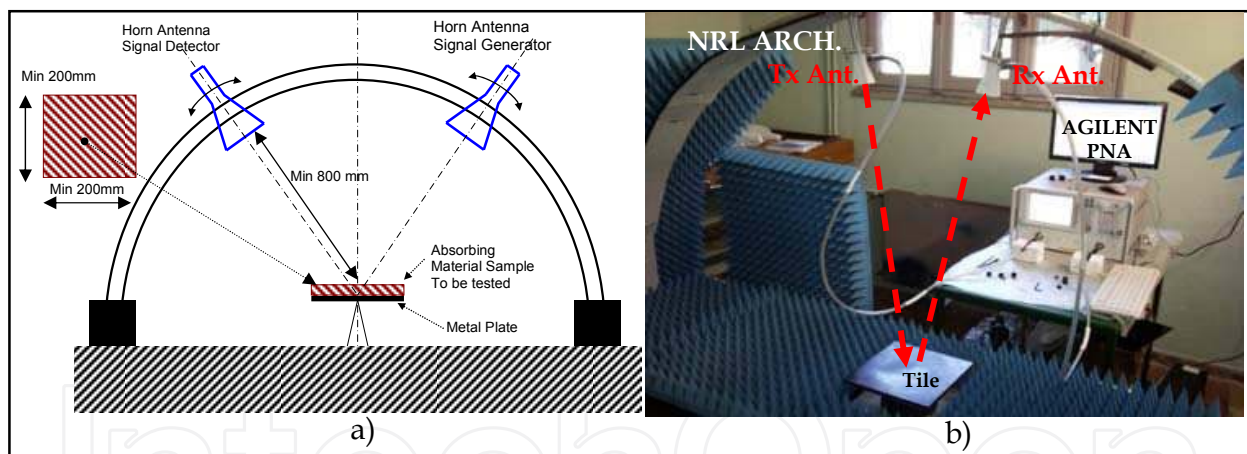 Horn Antenna
Signal Detector
Horn Antenna
Signal Generator
Min 200mm
Min 200mm
Min 800 mm
Absorbing
Material Sample
To be tested
Metal Plate
a)
NRL ARCH.
Tx Ant.
Rx Ant.
AGILENT
PNA
Tile
b)
IntechOpen